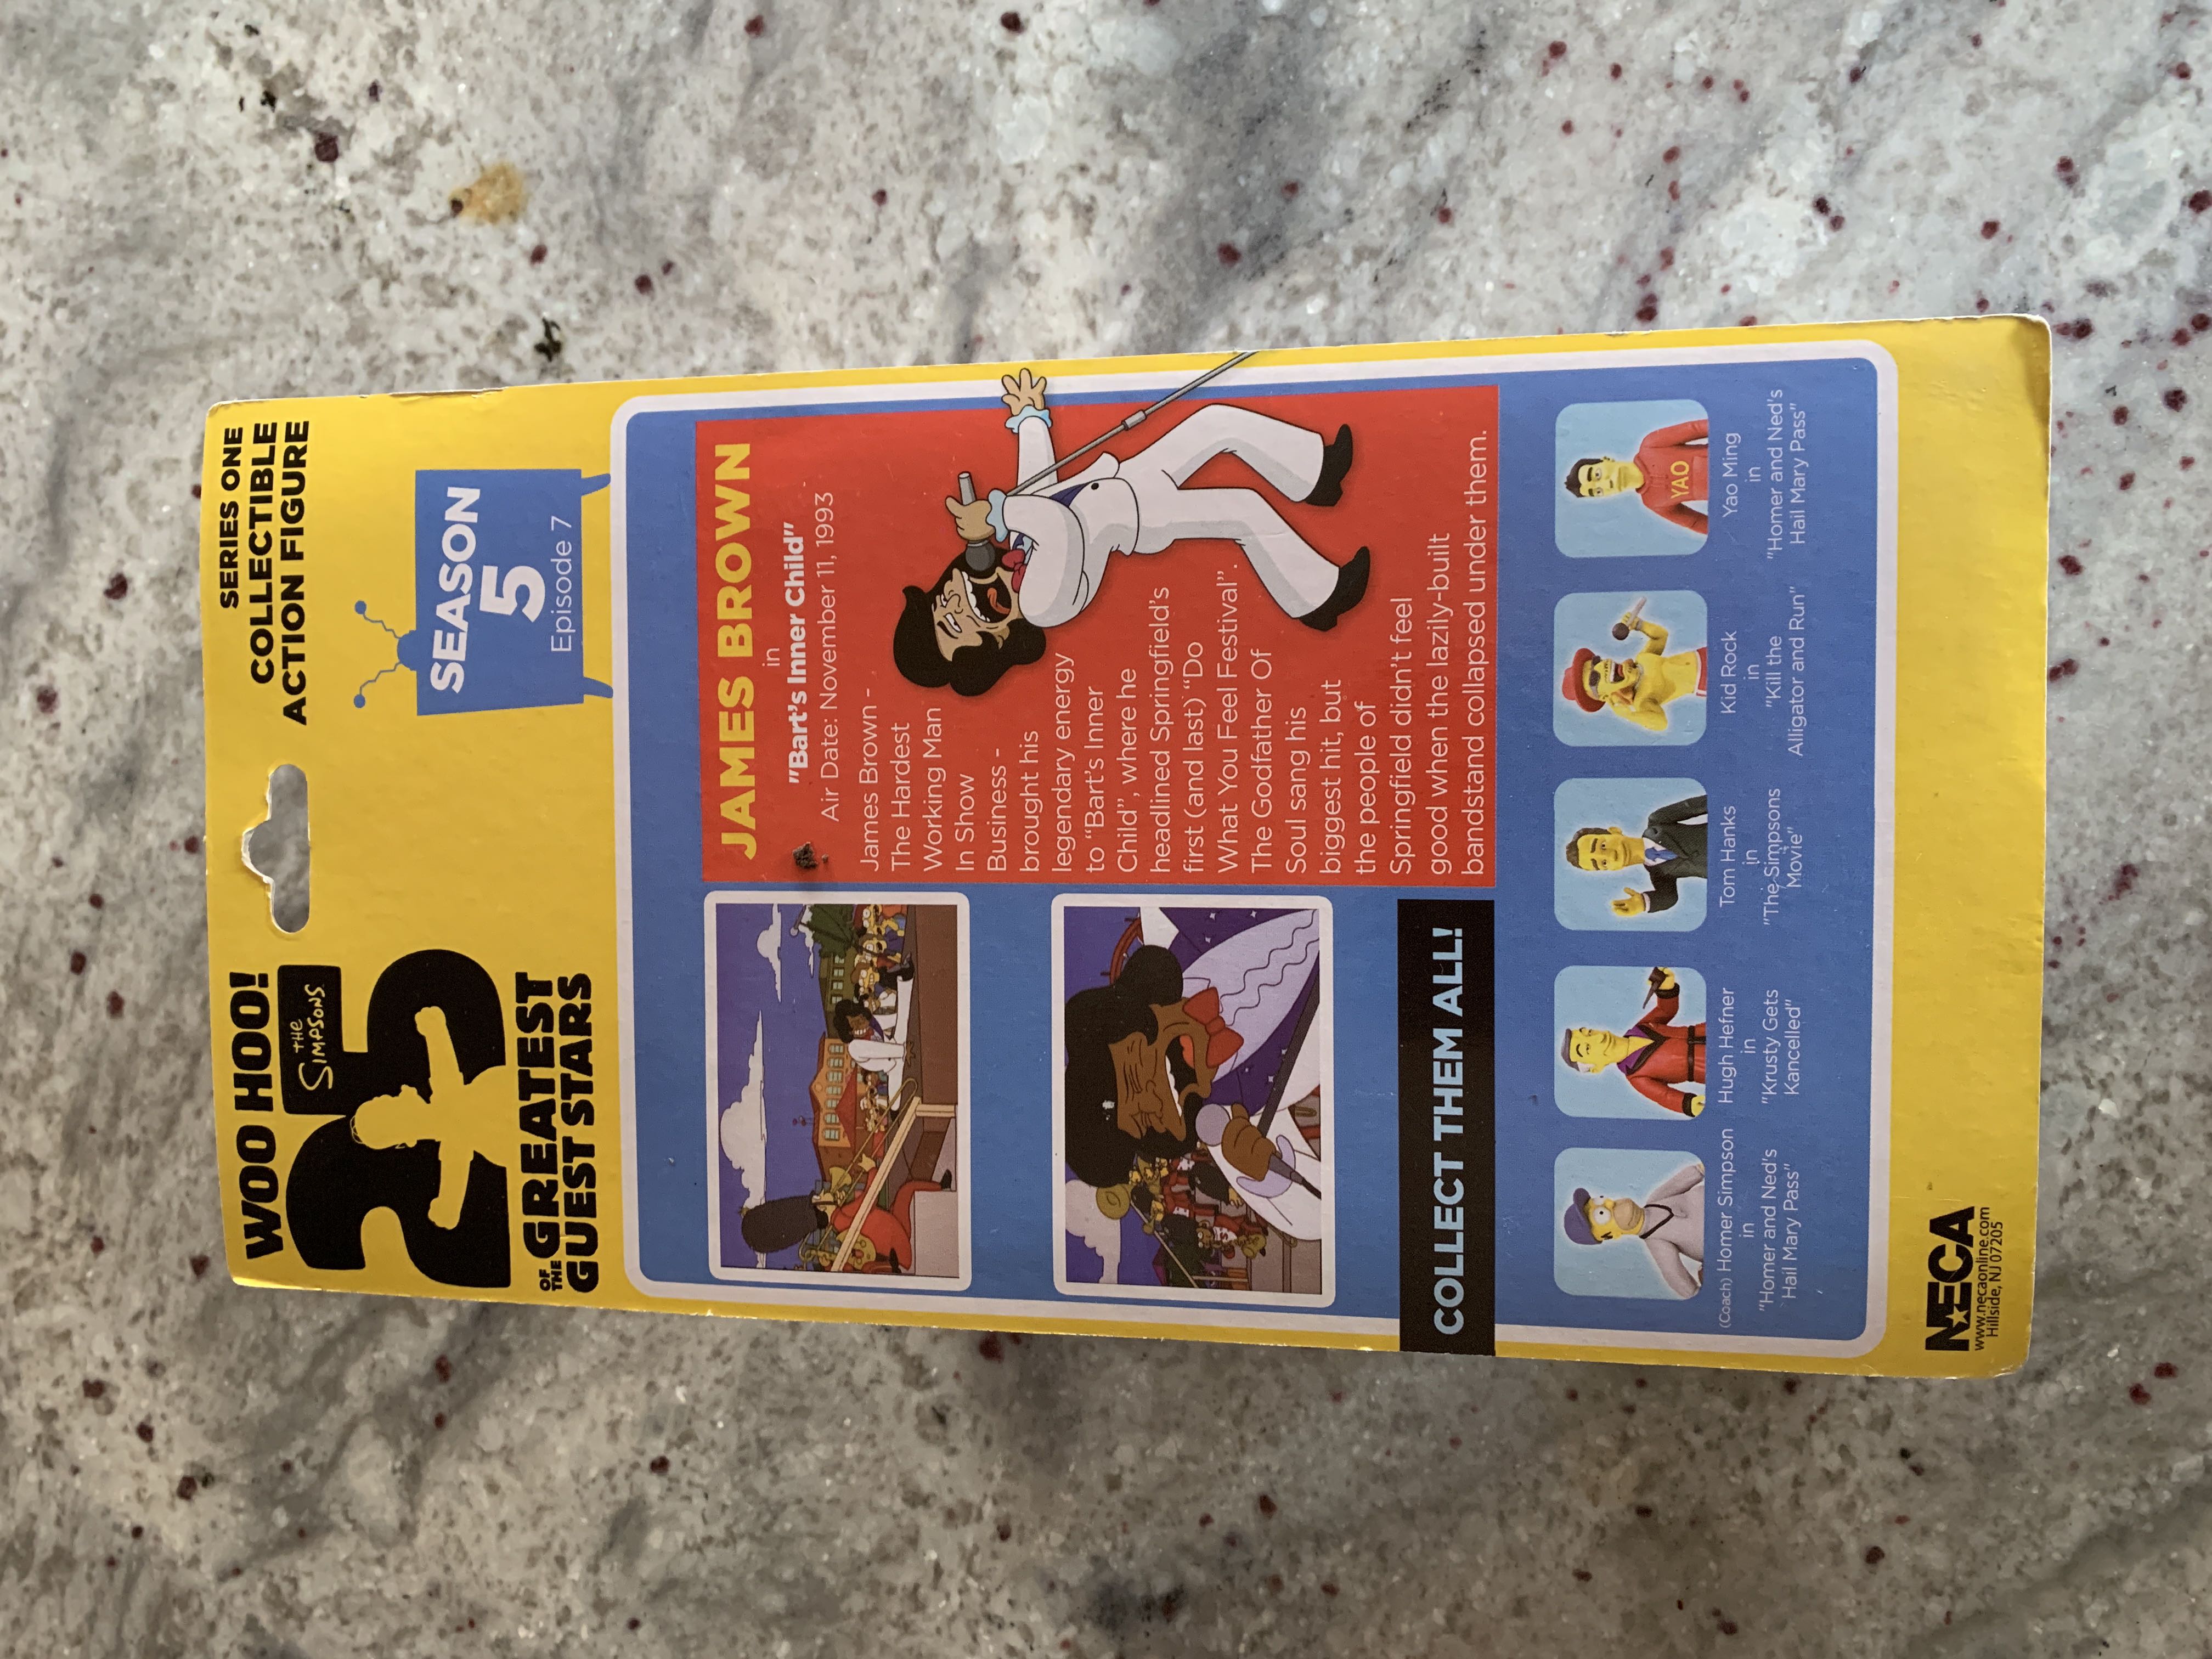 WOO HOO!
THE
SIMPSONS
25
OF THE GREATEST
GUEST STARS
SERIES ONE
COLLECTIBLE
ACTION FIGURE
SEASON
5
Episode 7
JAMES BROWN
in
"Bart's Inner Child"
Air Date: November 11, 1993
James Brown -
The Hardest
Working Man
In Show
Business -
brought his
legendary energy
to "Bart's Inner
Child", where he
headlined Springfield's
first (and last) "Do
What You Feel Festival".
The Godfather Of
Soul sang his
biggest hit, but
the people of
Springfield didn't feel
good when the lazily-built
bandstand collapsed under them.
COLLECT THEM ALL!
(Coach) Homer Simpson
in
"Homer and Ned's
Hail Mary Pass"
Hugh Hefner
in
"Krusty Gets
Kancelled"
Tom Hanks
in
"The Simpsons
Movie"
Kid Rock
in
"Kill the
Alligator and Run"
YAO
Yao Ming
in
"Homer and Ned's
Hail Mary Pass"
NECA
www.necaonline.com
Hillside, NJ 07205